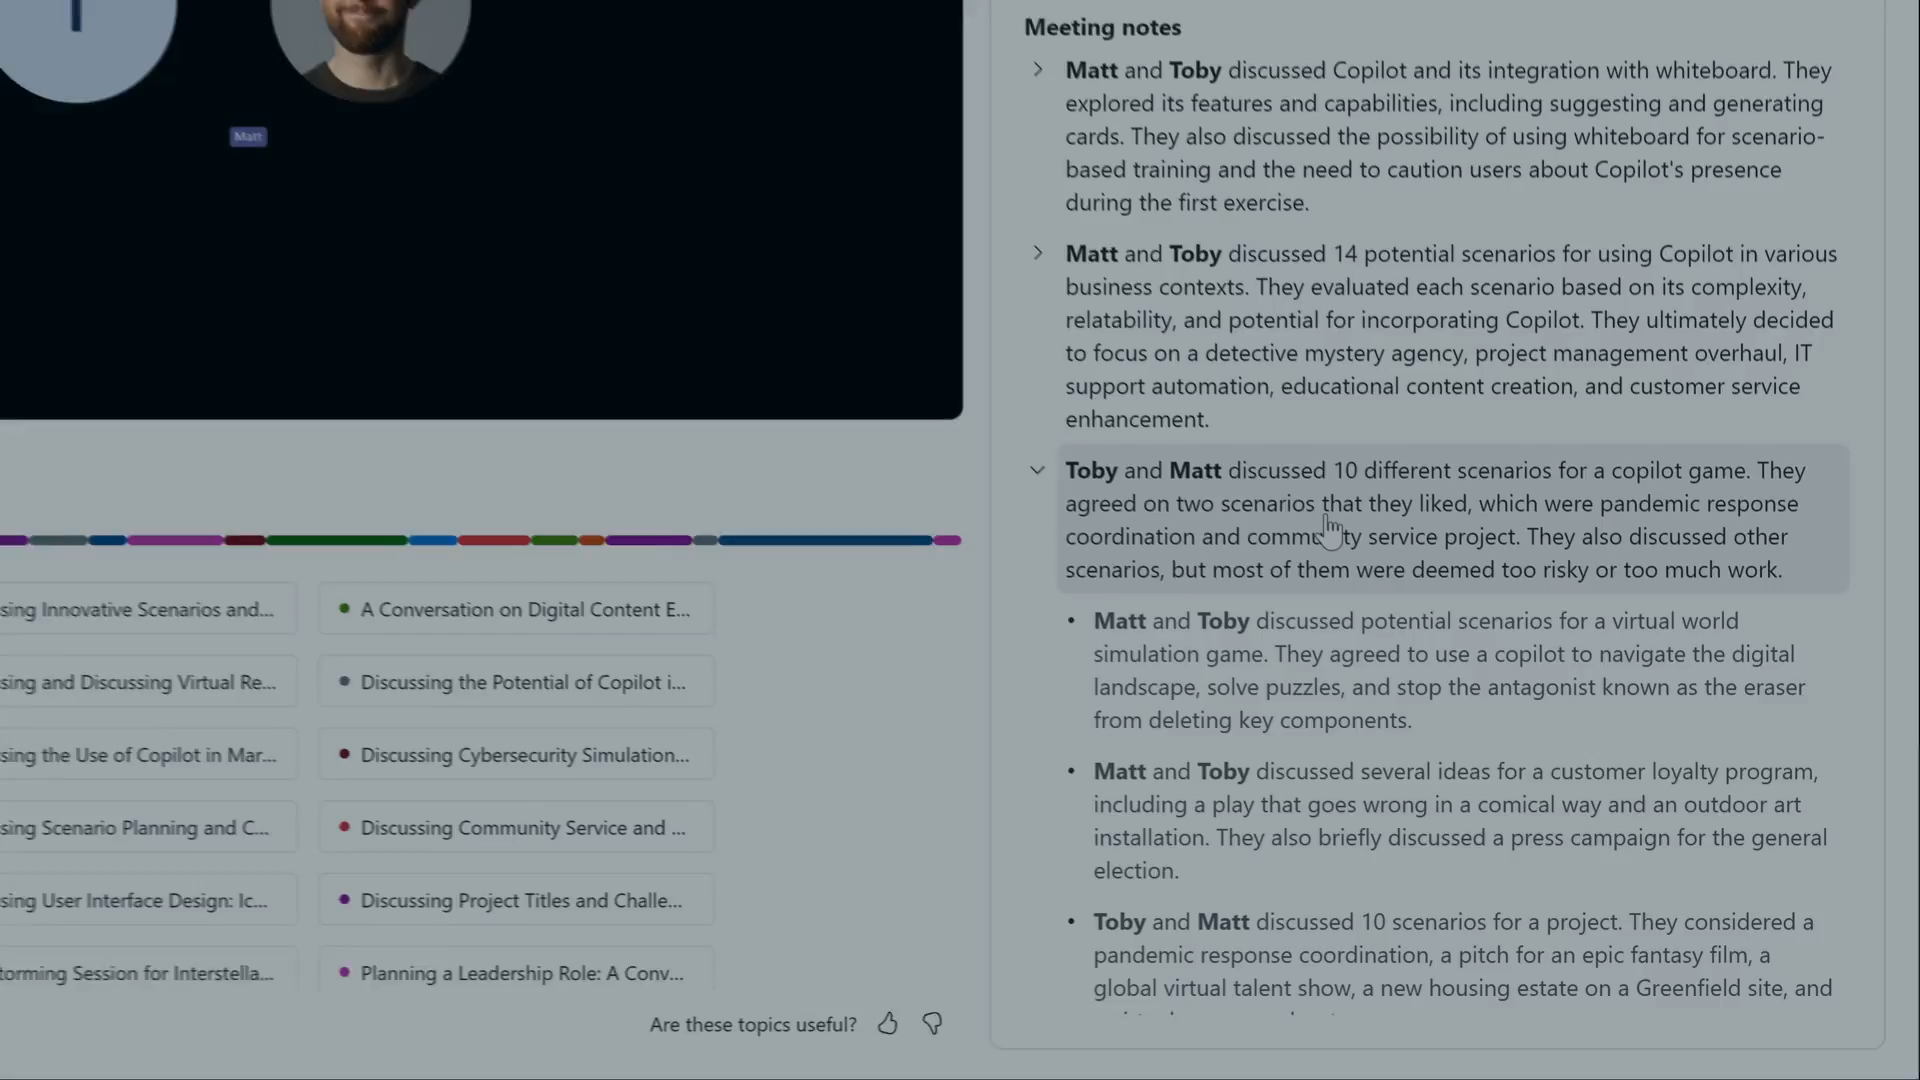 Matt
sing Innovative Scenarios and...
A Conversation on Digital Content E...
sing and Discussing Virtual Re...
Discussing the Potential of Copilot i...
sing the Use of Copilot in Mar...
Discussing Cybersecurity Simulation...
sing Scenario Planning and C...
Discussing Community Service and ...
sing User Interface Design: Ic...
Discussing Project Titles and Challe...
torming Session for Interstella...
Planning a Leadership Role: A Conv...
Are these topics useful?
Meeting notes
Matt and Toby discussed Copilot and its integration with whiteboard. They
explored its features and capabilities, including suggesting and generating
cards. They also discussed the possibility of using whiteboard for scenario-
based training and the need to caution users about Copilot's presence
during the first exercise.
Matt and Toby discussed 14 potential scenarios for using Copilot in various
business contexts. They evaluated each scenario based on its complexity,
relatability, and potential for incorporating Copilot. They ultimately decided
to focus on a detective mystery agency, project management overhaul, IT
support automation, educational content creation, and customer service
enhancement.
Toby and Matt discussed 10 different scenarios for a copilot game. They
agreed on two scenarios that they liked, which were pandemic response
coordination and community service project. They also discussed other
scenarios, but most of them were deemed too risky or too much work.
• Matt and Toby discussed potential scenarios for a virtual world
simulation game. They agreed to use a copilot to navigate the digital
landscape, solve puzzles, and stop the antagonist known as the eraser
from deleting key components.
• Matt and Toby discussed several ideas for a customer loyalty program,
including a play that goes wrong in a comical way and an outdoor art
installation. They also briefly discussed a press campaign for the general
election.
• Toby and Matt discussed 10 scenarios for a project. They considered a
pandemic response coordination, a pitch for an epic fantasy film, a
global virtual talent show, a new housing estate on a Greenfield site, and